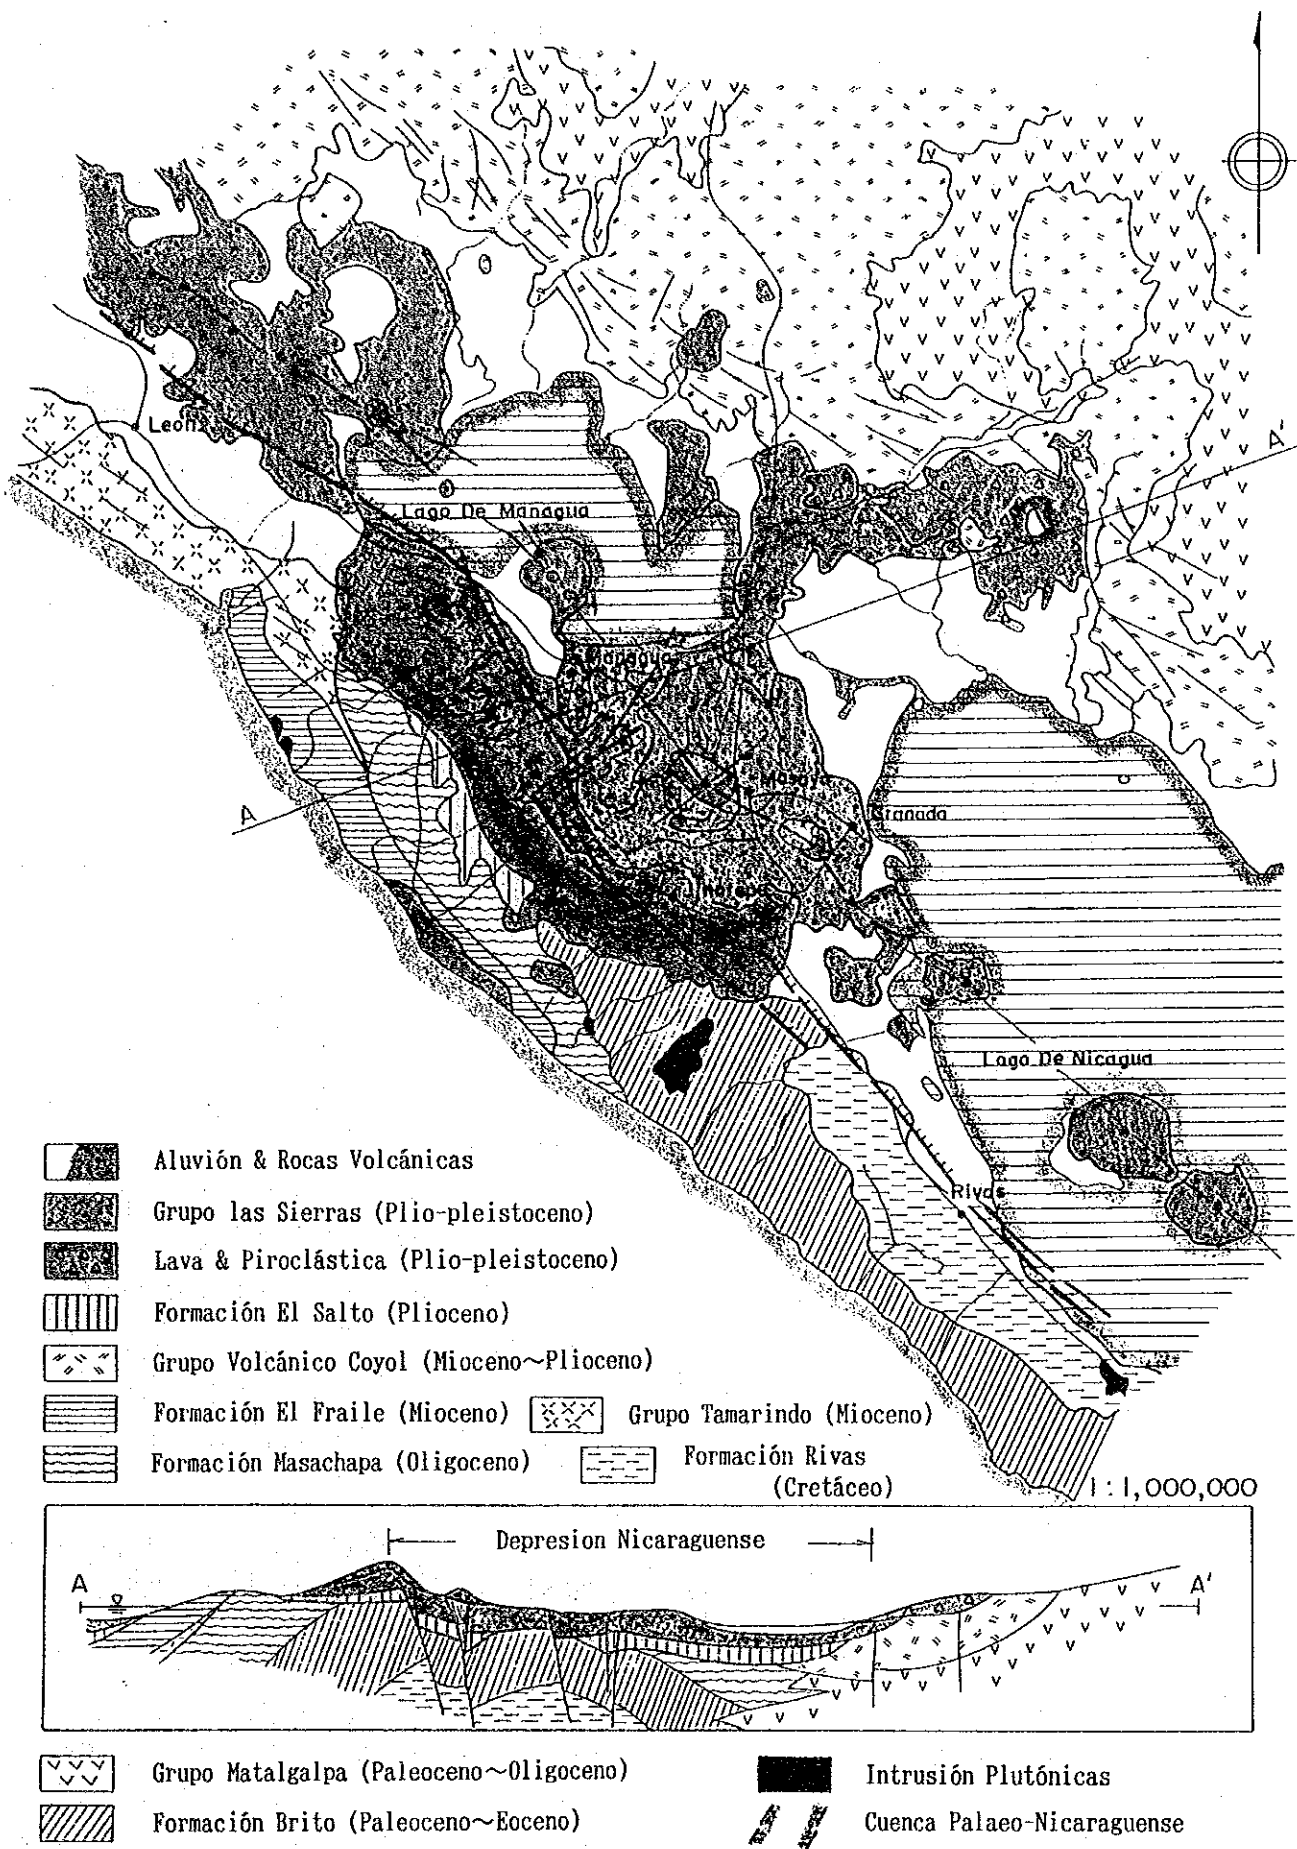 A'
Leon
Lago De Managua
Managua
Masaya
A
Granada
Lago De Nicagua
Rivas
Aluvión & Rocas Volcánicas
Grupo las Sierras (Plio-pleistoceno)
Lava & Piroclástica (Plio-pleistoceno)
Formación El Salto (Plioceno)
Grupo Volcánico Coyol (Mioceno~Plioceno)
Formación El Fraile (Mioceno) Grupo Tamarindo (Mioceno)
Formación Masachapa (Oligoceno) Formación Rivas
(Cretáceo)
1:1,000,000
Depresion Nicaraguense
A A'
Grupo Matalgalpa (Paleoceno~Oligoceno) Intrusión Plutónicas
Formación Brito (Paleoceno~Eoceno) Cuenca Palaeo-Nicaraguense